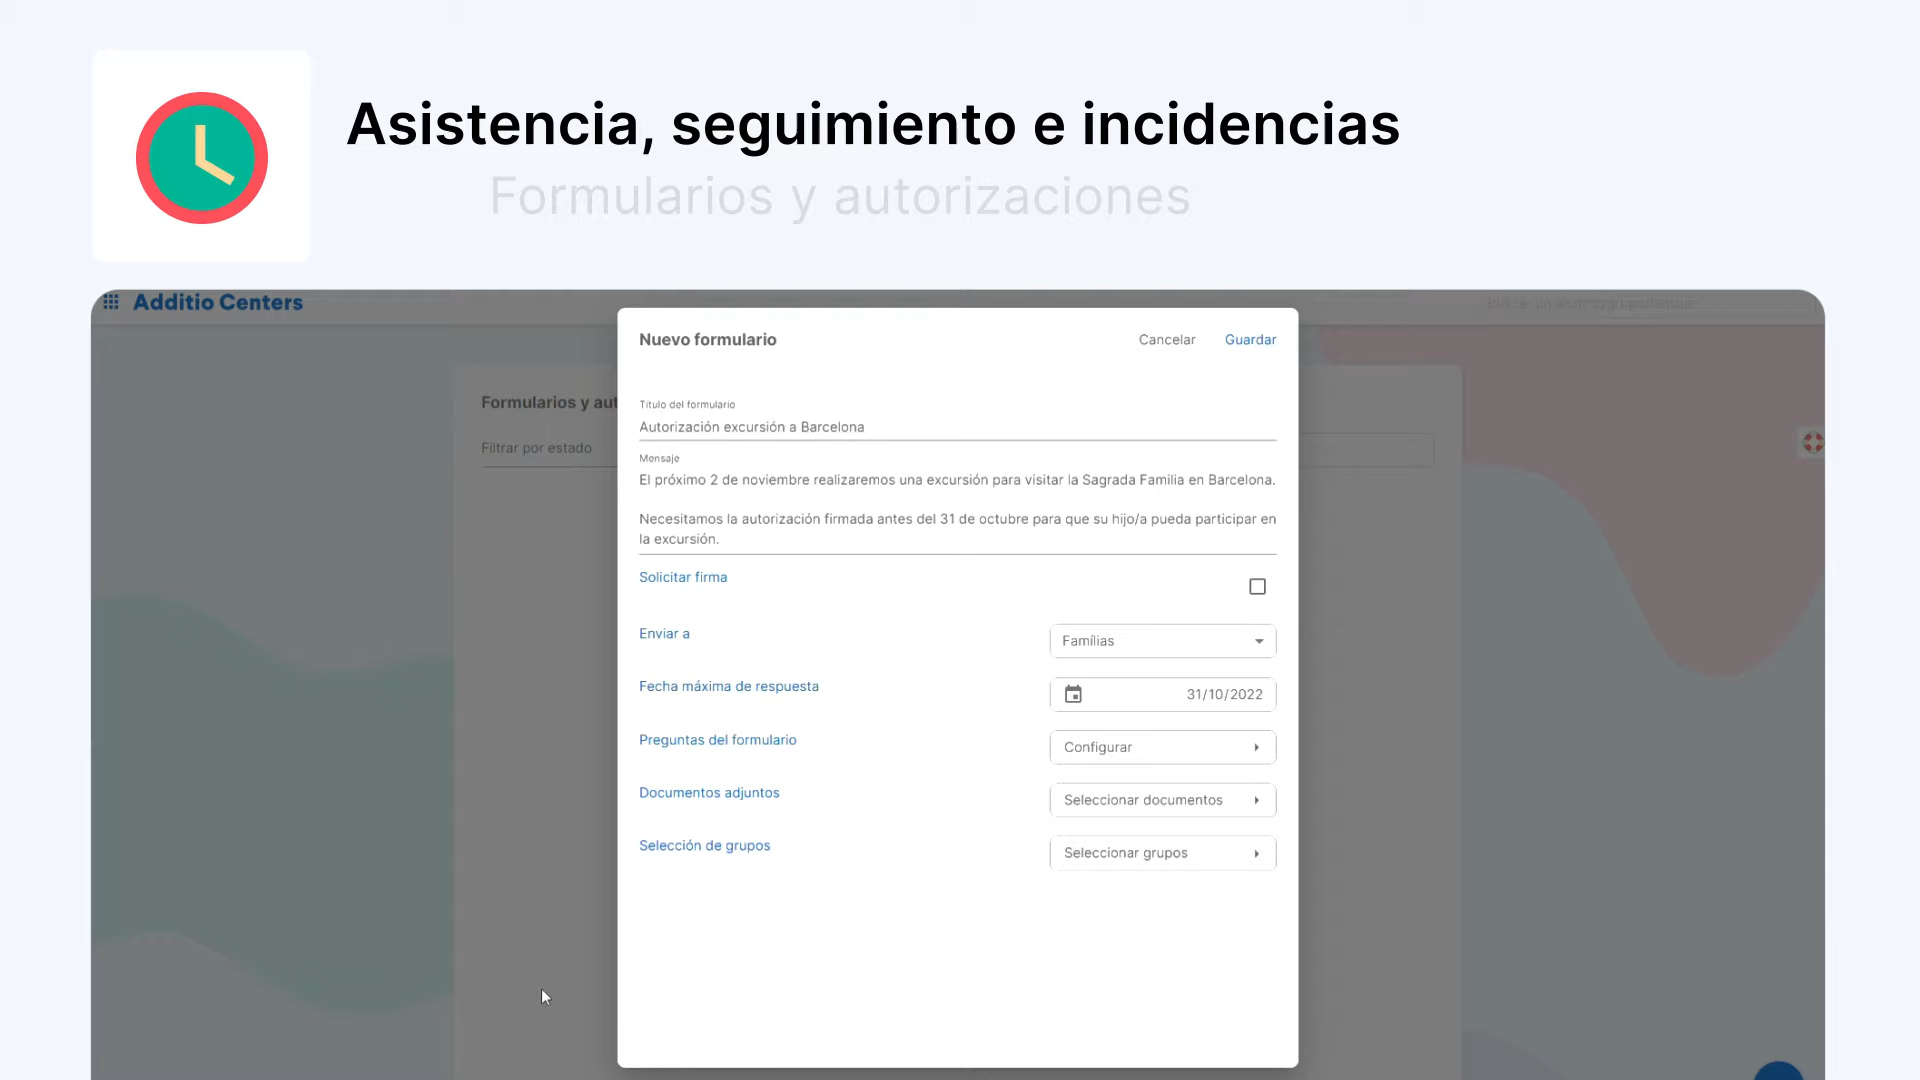 Asistencia, seguimiento e incidencias
Formularios y autorizaciones
Additio Centers
Nuevo formulario
Cancelar
Guardar
Formularios y aut
Filtrar por estado
Título del formulario
Autorización excursión a Barcelona
Mensaje
El próximo 2 de noviembre realizaremos una excursión para visitar la Sagrada Familia en Barcelona.
Necesitamos la autorización firmada antes del 31 de octubre para que su hijo/a pueda participar en
la excursión.
Solicitar firma
Enviar a
Famílias
Fecha máxima de respuesta
31/10/2022
Preguntas del formulario
Configurar
Documentos adjuntos
Seleccionar documentos
Selección de grupos
Seleccionar grupos